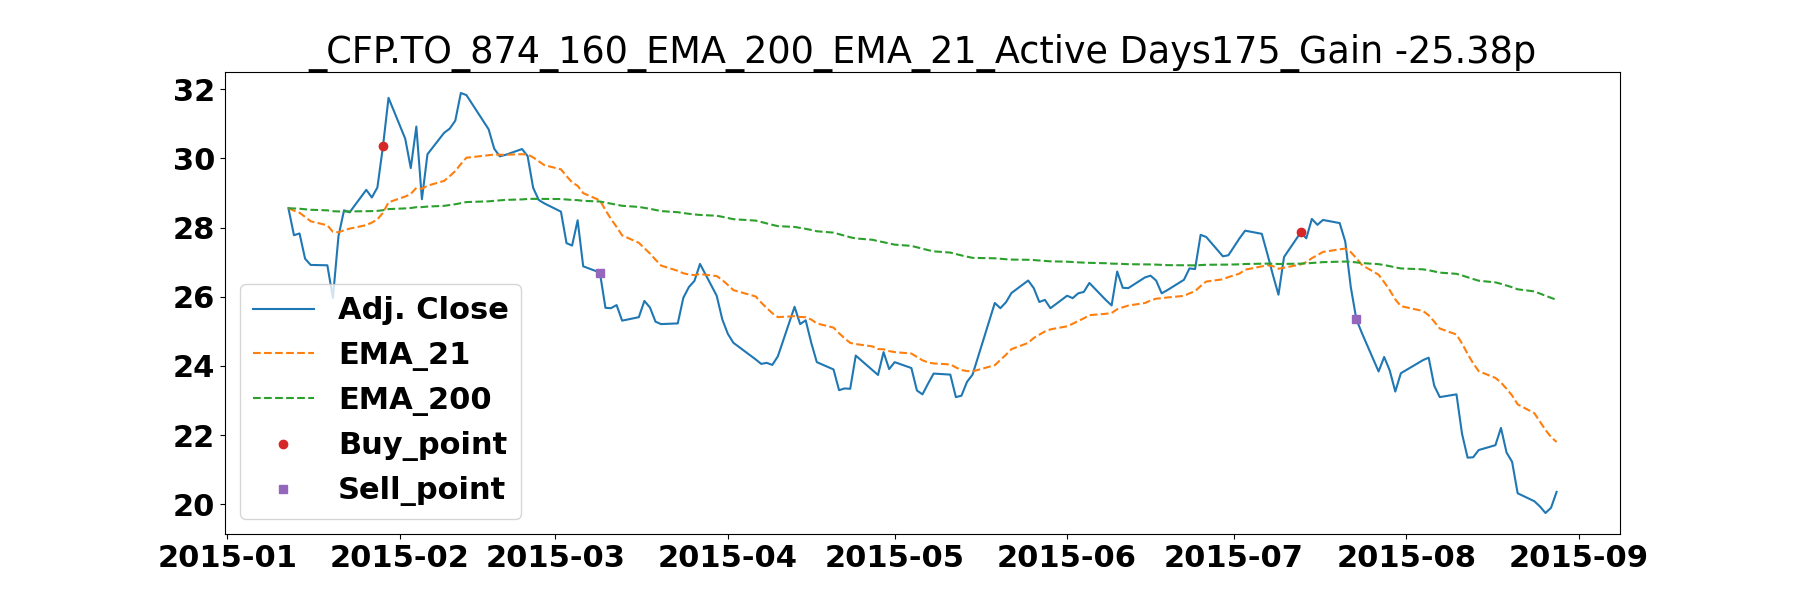 _CFP.TO_874_160_EMA_200_EMA_21_Active Days175_Gain -25.38p
32
30
28
26
24
22
20
Adj. Close
EMA_21
EMA_200
Buy_point
Sell_point
2015-01 2015-02 2015-03 2015-04 2015-05 2015-06 2015-07 2015-08 2015-09